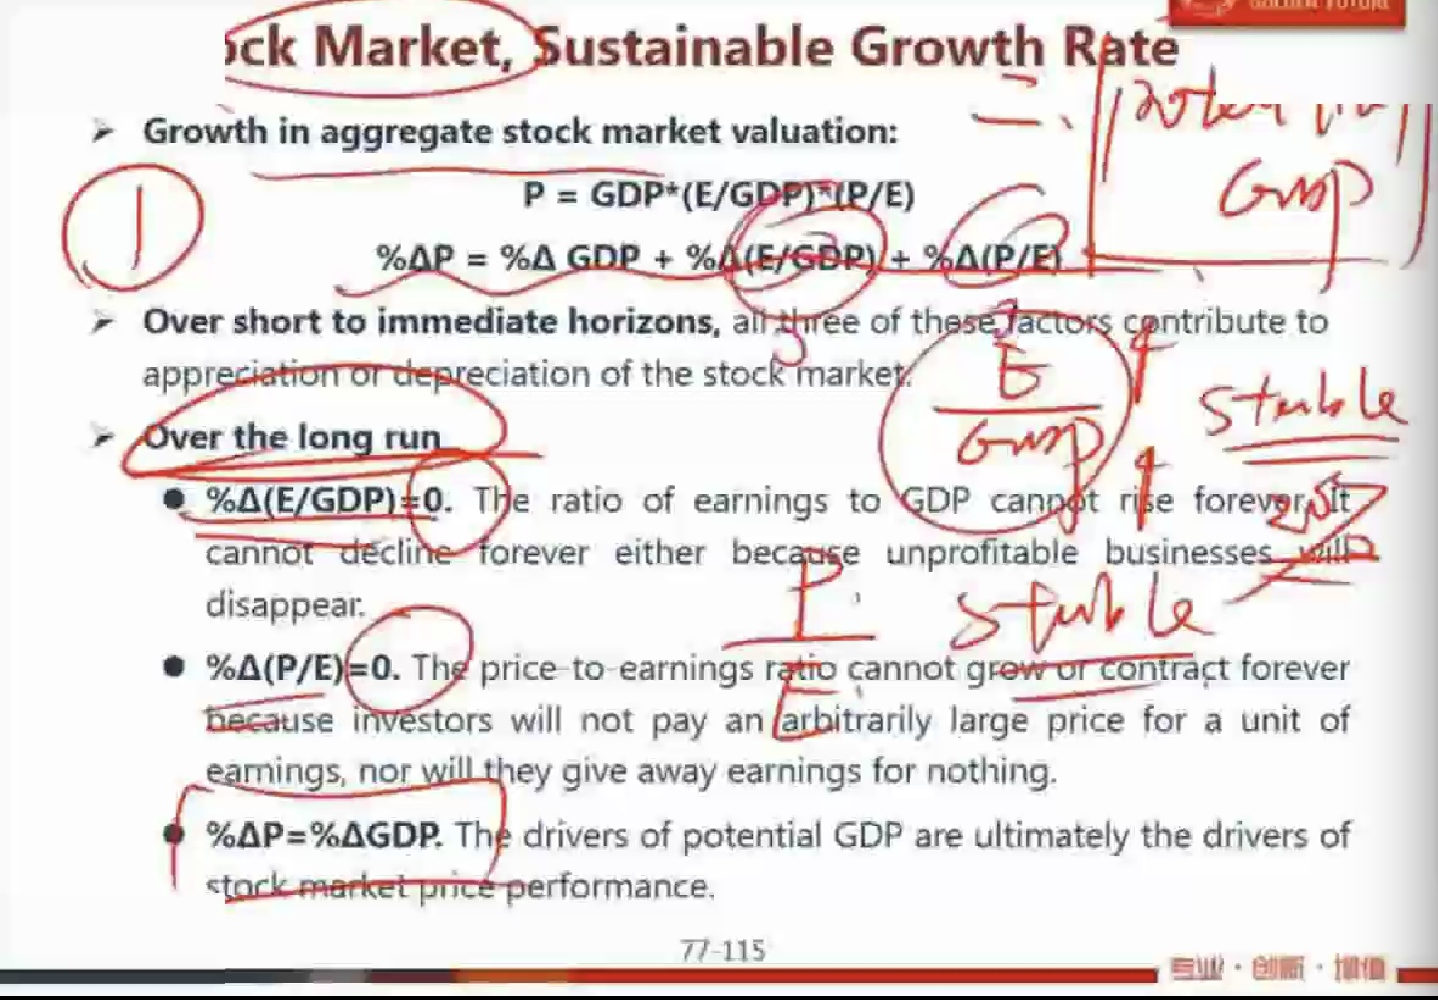 ock Market, Sustainable Growth Rate
GOLDEN FUTURE
➢ Growth in aggregate stock market valuation:
P = GDP*(E/GDP)*(P/E)
%ΔP = %Δ GDP + %Δ(E/GDP) + %Δ(P/E)
GDP
1
➢ Over short to immediate horizons, all three of these factors contribute to
appreciation or depreciation of the stock market.
E
GDP
stable
➢ Over the long run
● %Δ(E/GDP)=0. The ratio of earnings to GDP cannot rise forever. It
cannot decline forever either because unprofitable businesses will
disappear.
P
E
stable
● %Δ(P/E)=0. The price-to-earnings ratio cannot grow or contract forever
because investors will not pay an arbitrarily large price for a unit of
earnings, nor will they give away earnings for nothing.
● %ΔP=%ΔGDP. The drivers of potential GDP are ultimately the drivers of
stock market price performance.
77-115
专业 · 创新 · 增值